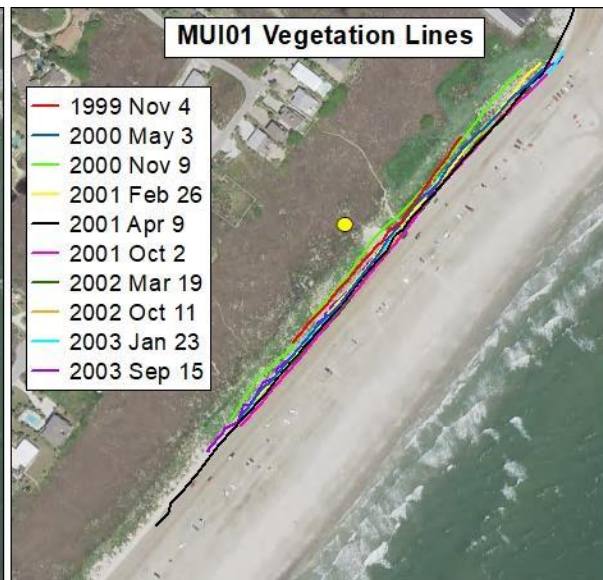 MUI01 Vegetation Lines
1999 Nov 4
2000 May 3
2000 Nov 9
2001 Feb 26
2001 Apr 9
2001 Oct 2
2002 Mar 19
2002 Oct 11
2003 Jan 23
2003 Sep 15